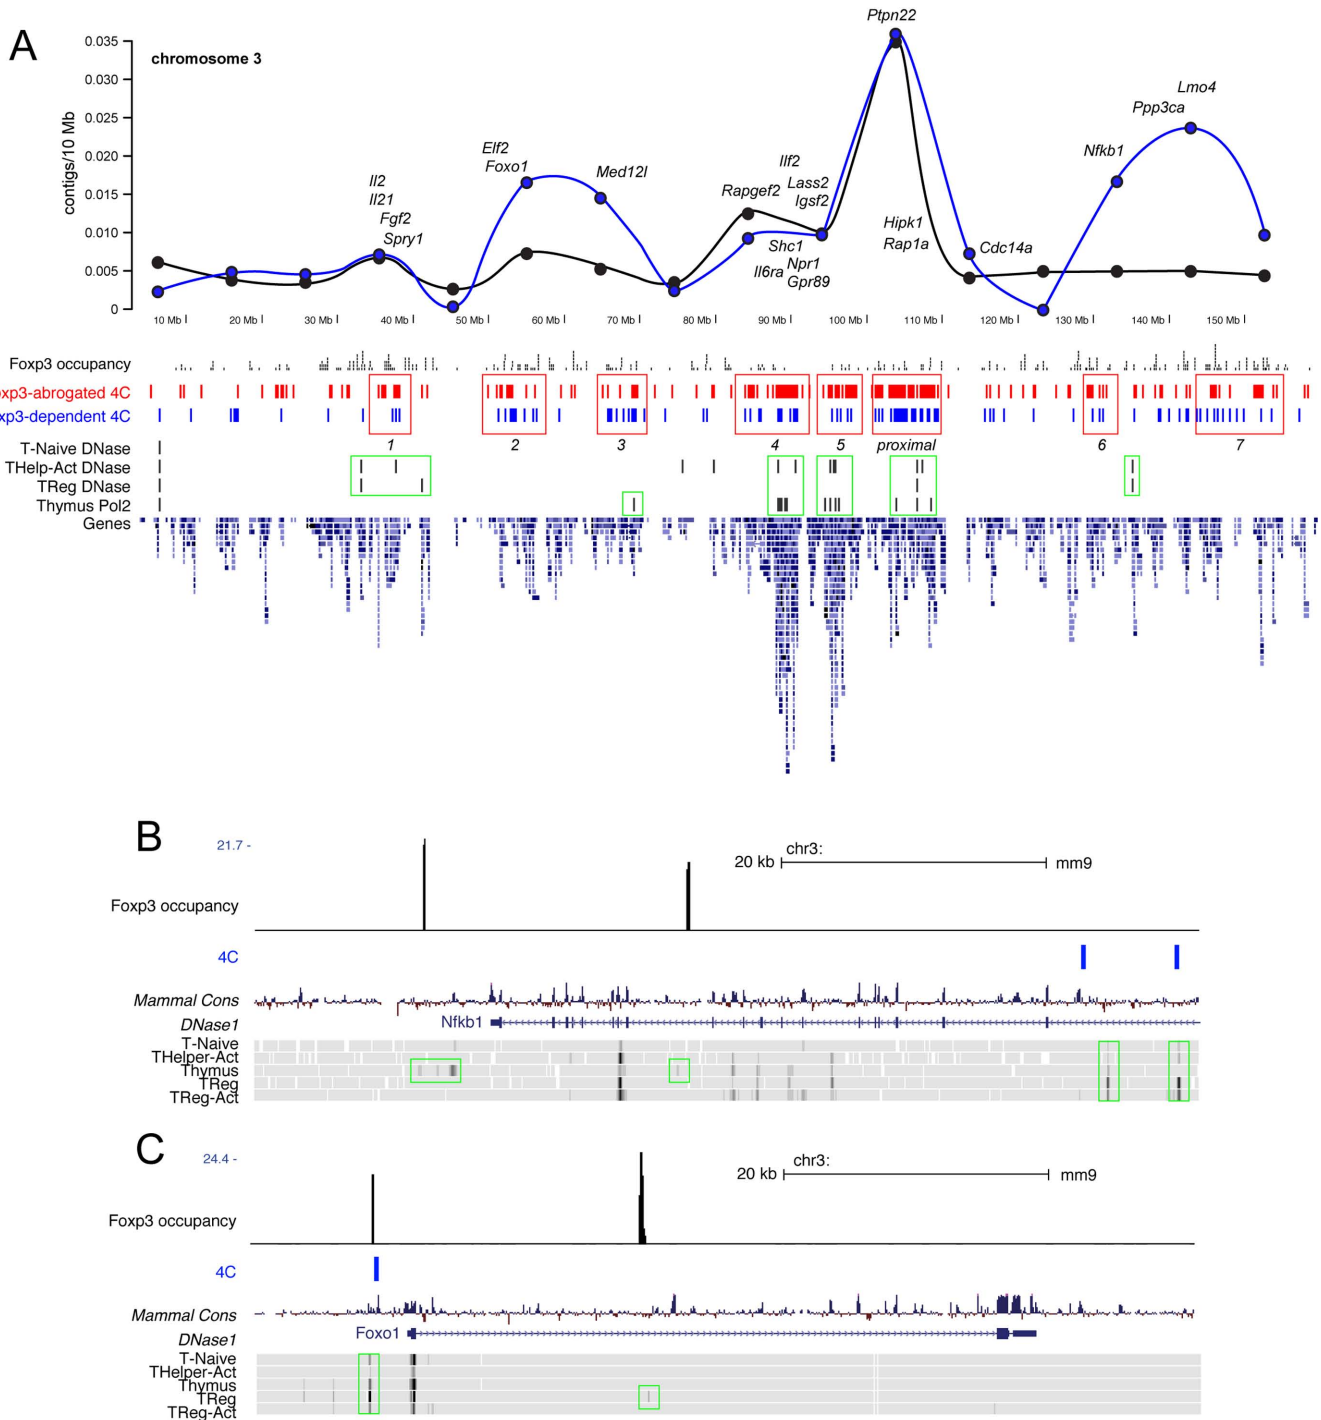 A
chromosome 3
contigs/10 Mb
0.035
0.030
0.025
0.020
0.015
0.010
0.005
0
Ptpn22
Lmo4
Ppp3ca
Nfkb1
Elf2
Foxo1
Med12l
Il2
Il21
Fgf2
Spry1
Ilf2
Lass2
Igsf2
Rapgef2
Shc1
Npr1
Il6ra
Gpr89
Hipk1
Rap1a
Cdc14a
10 Mb 20 Mb 30 Mb 40 Mb 50 Mb 60 Mb 70 Mb 80 Mb 90 Mb 100 Mb 110 Mb 120 Mb 130 Mb 140 Mb 150 Mb
Foxp3 occupancy
oxp3-abrogated 4C
xp3-dependent 4C
1 2 3 4 5 proximal 6 7
T-Naive DNase
THelp-Act DNase
TReg DNase
Thymus Pol2
Genes
B
21.7 -
chr3:
20 kb mm9
Foxp3 occupancy
4C
Mammal Cons
Nfkb1
DNase1
T-Naive
THelper-Act
Thymus
TReg
TReg-Act
C
24.4 -
chr3:
20 kb mm9
Foxp3 occupancy
4C
Mammal Cons
Foxo1
DNase1
T-Naive
THelper-Act
Thymus
TReg
TReg-Act